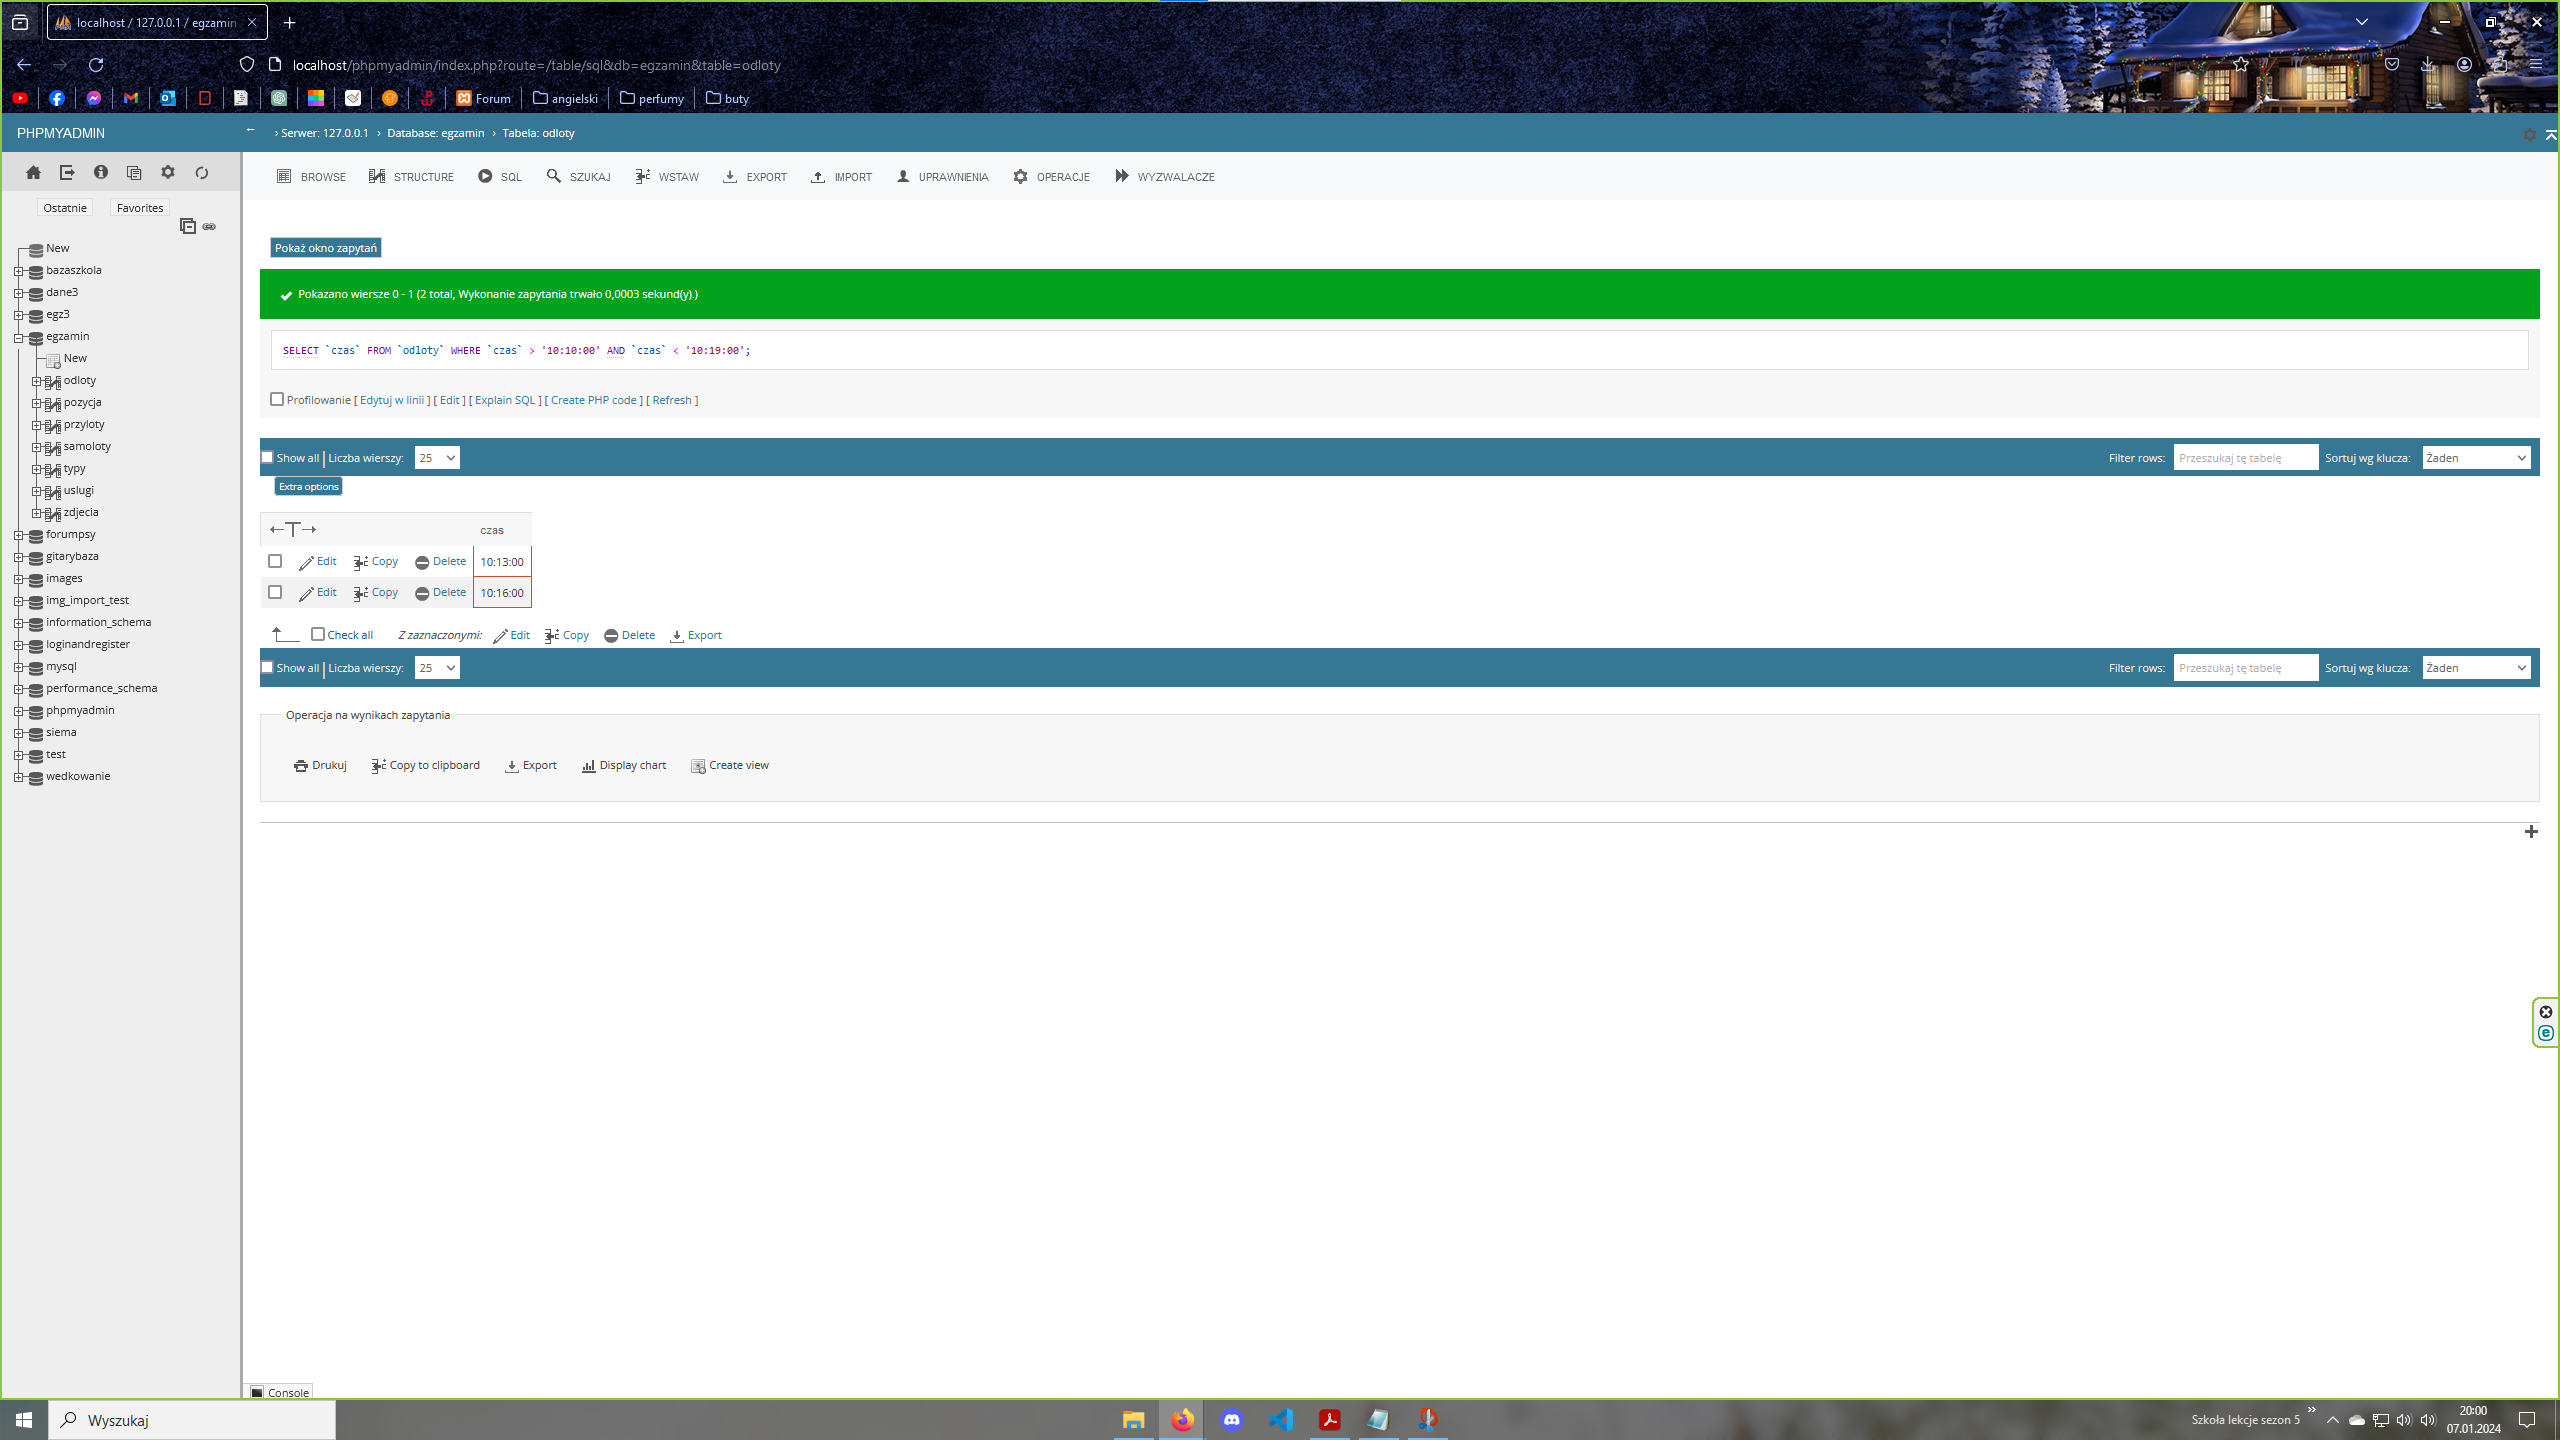 localhost / 127.0.0.1 / egzamin
localhost/phpmyadmin/index.php?route=/table/sql&db=egzamin&table=odloty
Forum angielski perfumy buty
PHPMYADMIN
← › Serwer: 127.0.0.1 › Database: egzamin › Tabela: odloty
BROWSE STRUCTURE SQL SZUKAJ WSTAW EXPORT IMPORT UPRAWNIENIA OPERACJE WYZWALACZE
Ostatnie Favorites
New
bazaszkola
dane3
egz3
egzamin
New
odloty
pozycja
przyloty
samoloty
typy
uslugi
zdjecia
forumpsy
gitarybaza
images
img_import_test
information_schema
loginandregister
mysql
performance_schema
phpmyadmin
siema
test
wedkowanie
Pokaż okno zapytań
Pokazano wiersze 0 - 1 (2 total, Wykonanie zapytania trwało 0,0003 sekund(y).)
SELECT `czas` FROM `odloty` WHERE `czas` > '10:10:00' AND `czas` < '10:19:00';
Profilowanie [ Edytuj w linii ] [ Edit ] [ Explain SQL ] [ Create PHP code ] [ Refresh ]
Show all | Liczba wierszy: 25 Filter rows: Przeszukaj tę tabelę Sortuj wg klucza: Żaden
Extra options
←T→ czas
Edit Copy Delete 10:13:00
Edit Copy Delete 10:16:00
Check all Z zaznaczonymi: Edit Copy Delete Export
Show all | Liczba wierszy: 25 Filter rows: Przeszukaj tę tabelę Sortuj wg klucza: Żaden
Operacja na wynikach zapytania
Drukuj Copy to clipboard Export Display chart Create view
Console
Wyszukaj
Szkoła lekcje sezon 5 »
20:00
07.01.2024